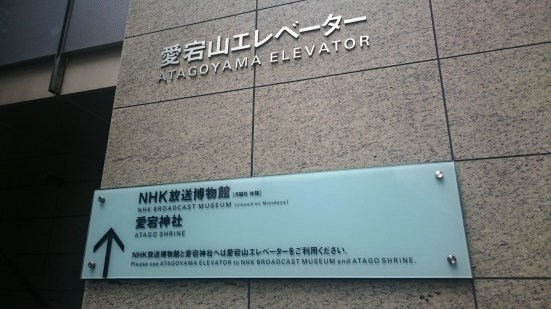 愛宕山エレベーター
ATAGOYAMA ELEVATOR
NHK放送博物館 [月曜日 休館]
NHK BROADCAST MUSEUM (closed on Mondays)
愛宕神社
ATAGO SHRINE
NHK放送博物館と愛宕神社へは愛宕山エレベーターをご利用ください.
Please use ATAGOYAMA ELEVATOR to NHK BROADCAST MUSEUM and ATAGO SHRINE.